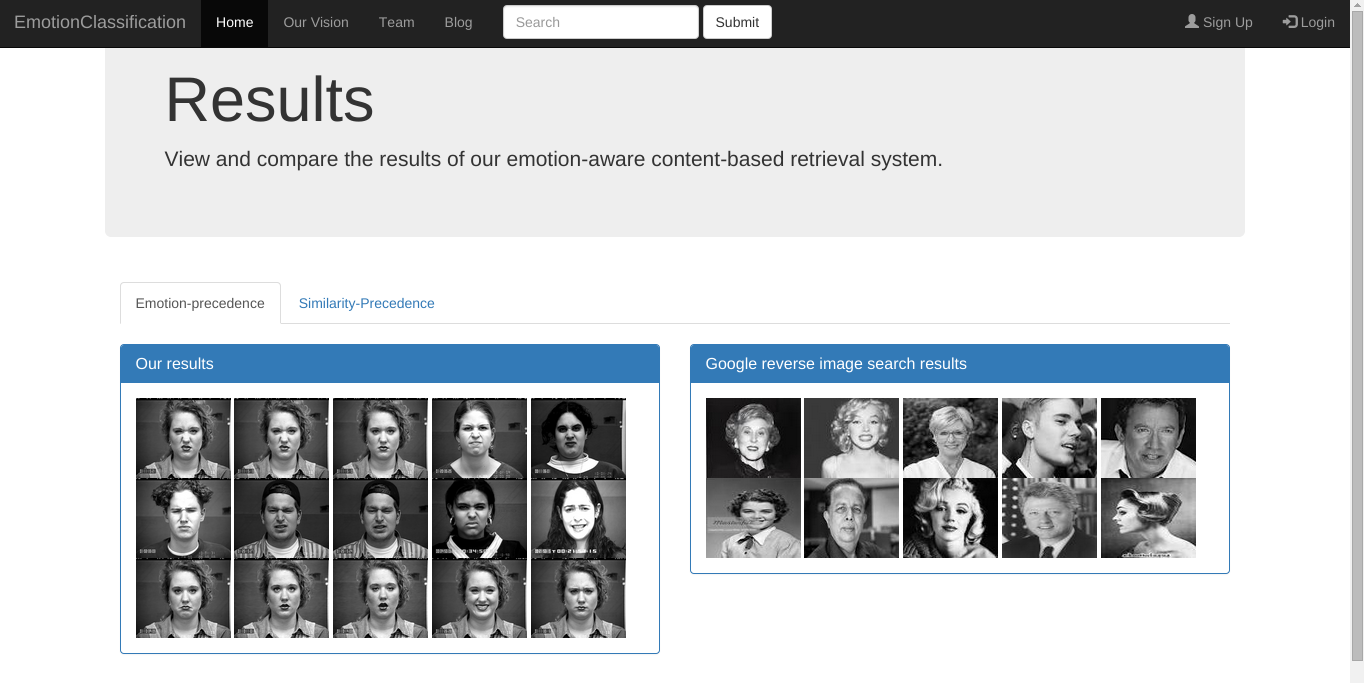 EmotionClassification Home Our Vision Team Blog Search Submit Sign Up Login
Results
View and compare the results of our emotion-aware content-based retrieval system.
Emotion-precedence Similarity-Precedence
Our results
Google reverse image search results